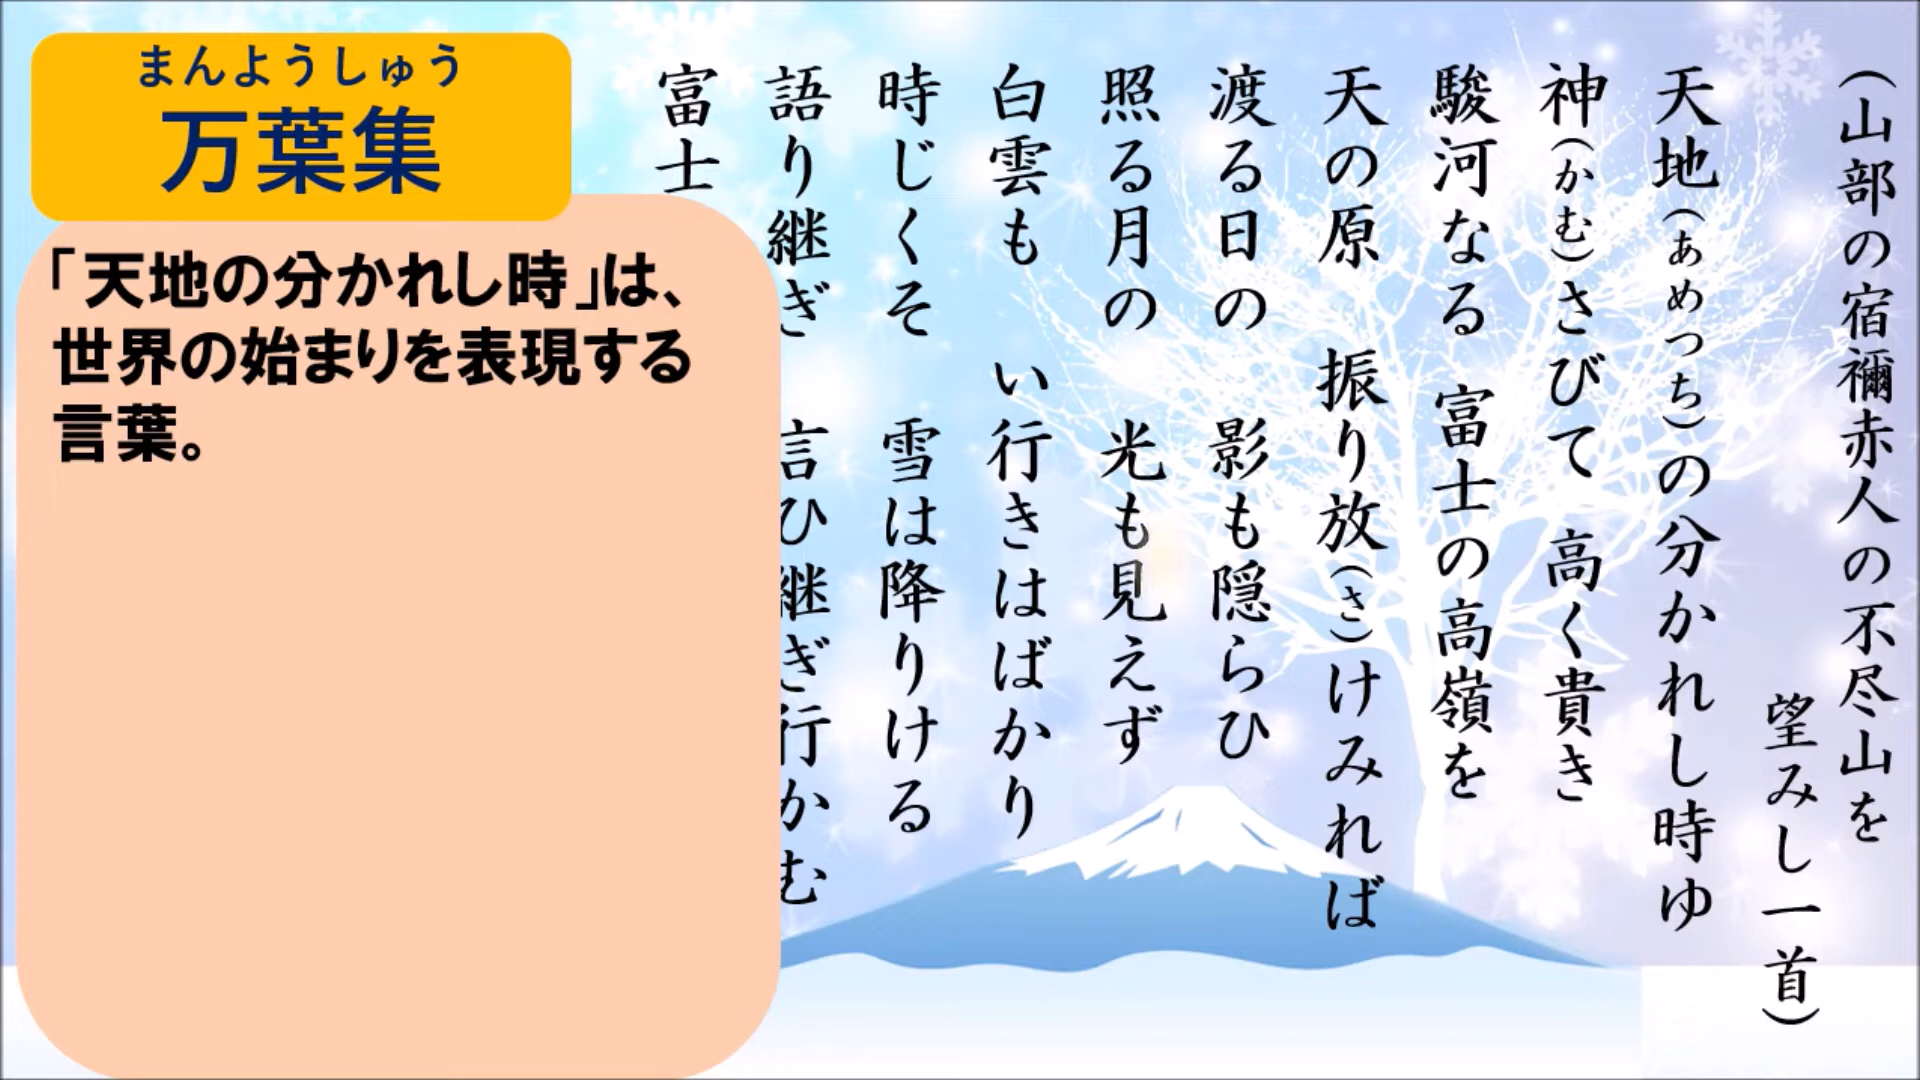 まんようしゅう
万葉集
「天地の分かれし時」は、
世界の始まりを表現する
言葉。
(山部の宿禰赤人の不尽山を
望みし一首)
天地(あめつち)の分かれし時ゆ
神(かむ)さびて 高く貴き
駿河なる 富士の高嶺を
天の原 振り放(さ)けみれば
渡る日の 影も隠らひ
照る月の 光も見えず
白雲も い行きはばかり
時じくそ 雪は降りける
語り継ぎ 言ひ継ぎ行かむ
富士